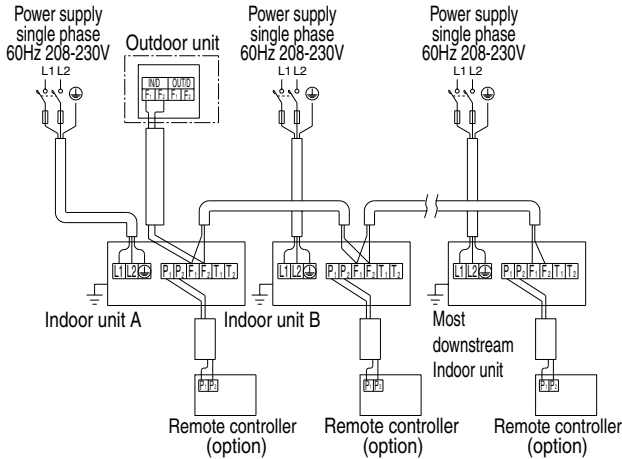 Power supply
single phase
60Hz 208-230V
L1 L2
Outdoor unit
IN/D OUT/D
F₁ F₂ F₁ F₂
Power supply
single phase
60Hz 208-230V
L1 L2
Power supply
single phase
60Hz 208-230V
L1 L2
L1 L2
P₁ P₂ F₁ F₂ T₁ T₂
L1 L2
P₁ P₂ F₁ F₂ T₁ T₂
L1 L2
P₁ P₂ F₁ F₂ T₁ T₂
Indoor unit A
Indoor unit B
Most
downstream
Indoor unit
P₁ P₂
P₁ P₂
P₁ P₂
Remote controller
(option)
Remote controller
(option)
Remote controller
(option)